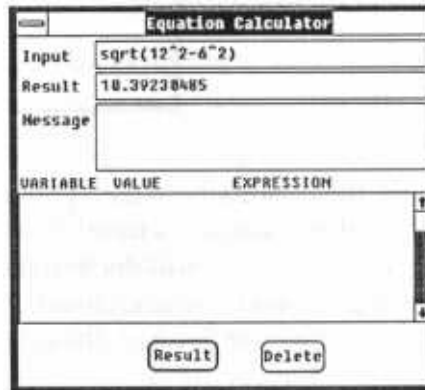 Equation Calculator
Input sqrt(12^2-6^2)
Result 10.39230485
Message
VARIABLE VALUE EXPRESSION
Result Delete